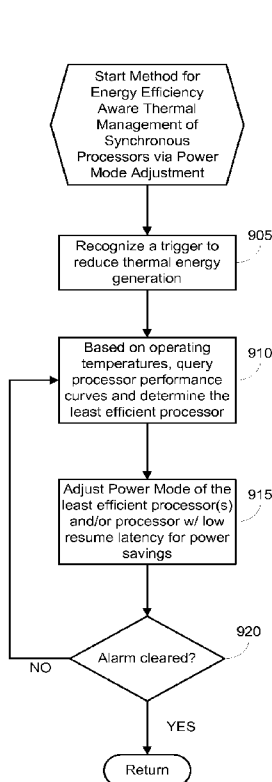 Start Method for
Energy Efficiency
Aware Thermal
Management of
Synchronous
Processors via Power
Mode Adjustment
905
Recognize a trigger to
reduce thermal energy
generation
910
Based on operating
temperatures, query
processor performance
curves and determine the
least efficient processor
915
Adjust Power Mode of the
least efficient processor(s)
and/or processor w/ low
resume latency for power
savings
920
Alarm cleared?
NO
YES
Return